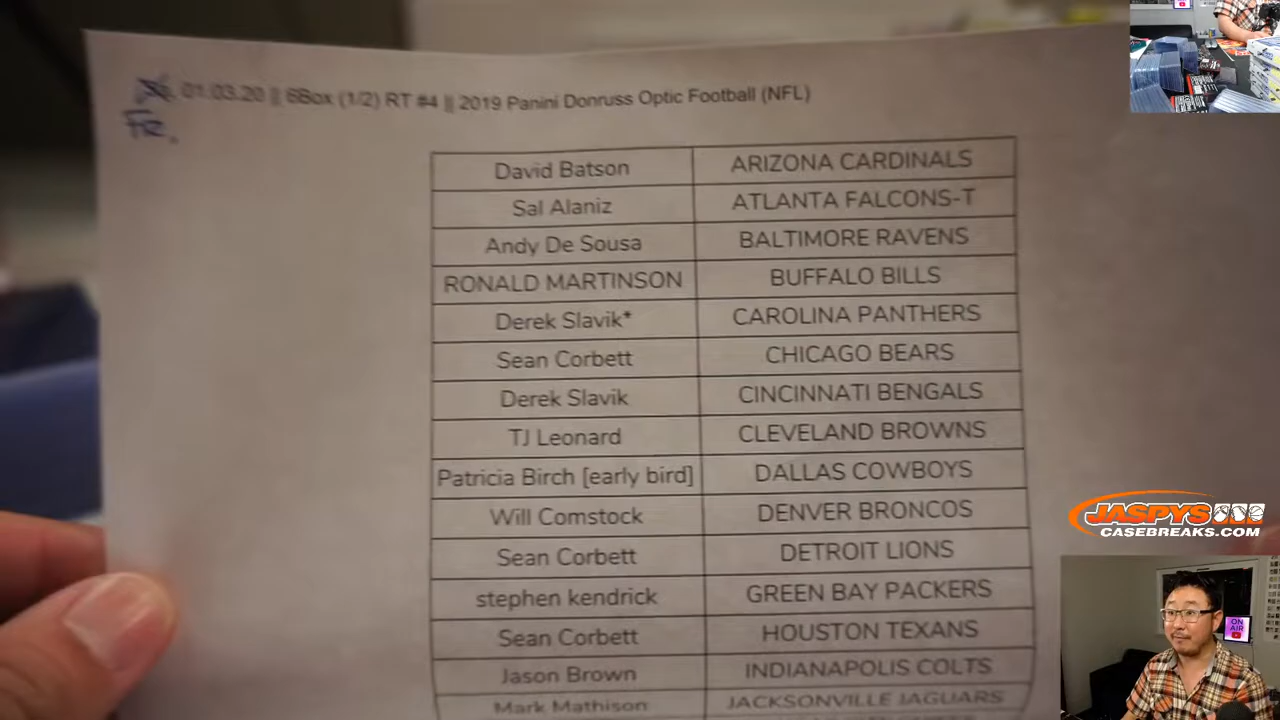 01.03.20 || 6Box (1/2) RT #4 || 2019 Panini Donruss Optic Football (NFL)
Fri.
David Batson ARIZONA CARDINALS
Sal Alaniz ATLANTA FALCONS-T
Andy De Sousa BALTIMORE RAVENS
RONALD MARTINSON BUFFALO BILLS
Derek Slavik* CAROLINA PANTHERS
Sean Corbett CHICAGO BEARS
Derek Slavik CINCINNATI BENGALS
TJ Leonard CLEVELAND BROWNS
Patricia Birch [early bird] DALLAS COWBOYS
Will Comstock DENVER BRONCOS
Sean Corbett DETROIT LIONS
stephen kendrick GREEN BAY PACKERS
Sean Corbett HOUSTON TEXANS
Jason Brown INDIANAPOLIS COLTS
Mark Mathison JACKSONVILLE JAGUARS
JASPYS
CASEBREAKS.COM
ON AIR